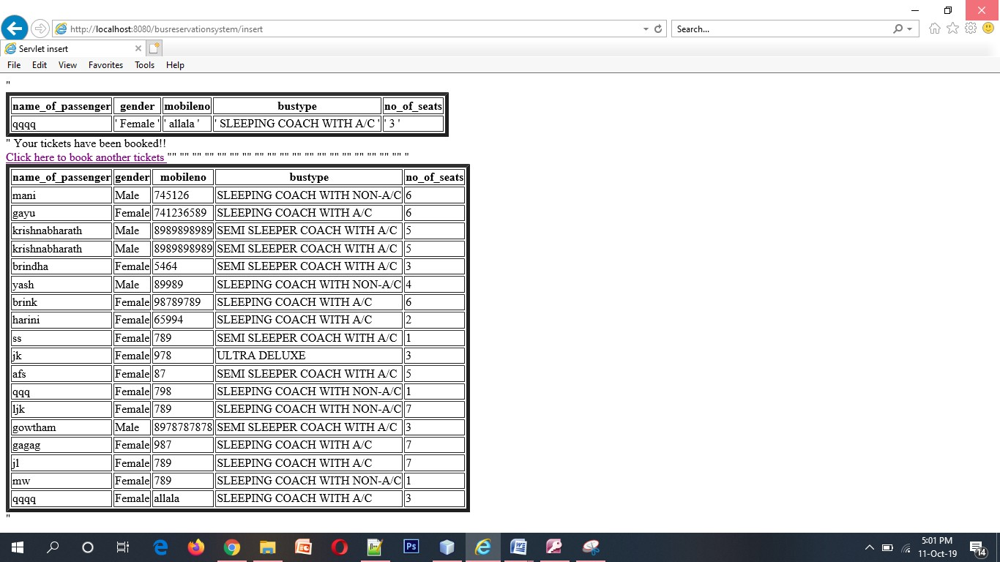 http://localhost:8080/busreservationsystem/insert
Search...
Servlet insert
File Edit View Favorites Tools Help
"
name_of_passenger gender mobileno bustype no_of_seats
qqqq ' Female ' ' allala ' ' SLEEPING COACH WITH A/C ' ' 3 '
" Your tickets have been booked!!
Click here to book another tickets "" "" "" "" "" "" "" "" "" "" "" "" "" "" "" "" "" "" "" "
name_of_passenger gender mobileno bustype no_of_seats
mani Male 745126 SLEEPING COACH WITH NON-A/C 6
gayu Female 741236589 SLEEPING COACH WITH A/C 6
krishnabharath Male 8989898989 SEMI SLEEPER COACH WITH A/C 5
krishnabharath Male 8989898989 SEMI SLEEPER COACH WITH A/C 5
brindha Female 5464 SEMI SLEEPER COACH WITH A/C 3
yash Male 89989 SLEEPING COACH WITH NON-A/C 4
brink Female 98789789 SLEEPING COACH WITH A/C 6
harini Female 65994 SLEEPING COACH WITH A/C 2
ss Female 789 SEMI SLEEPER COACH WITH A/C 1
jk Female 978 ULTRA DELUXE 3
afs Female 87 SEMI SLEEPER COACH WITH A/C 5
qqq Female 798 SLEEPING COACH WITH NON-A/C 1
ljk Female 789 SLEEPING COACH WITH NON-A/C 7
gowtham Male 8978787878 SEMI SLEEPER COACH WITH A/C 3
gagag Female 987 SLEEPING COACH WITH A/C 7
jl Female 789 SLEEPING COACH WITH A/C 7
mw Female 789 SLEEPING COACH WITH NON-A/C 1
qqqq Female allala SLEEPING COACH WITH A/C 3
"
5:01 PM
11-Oct-19
14